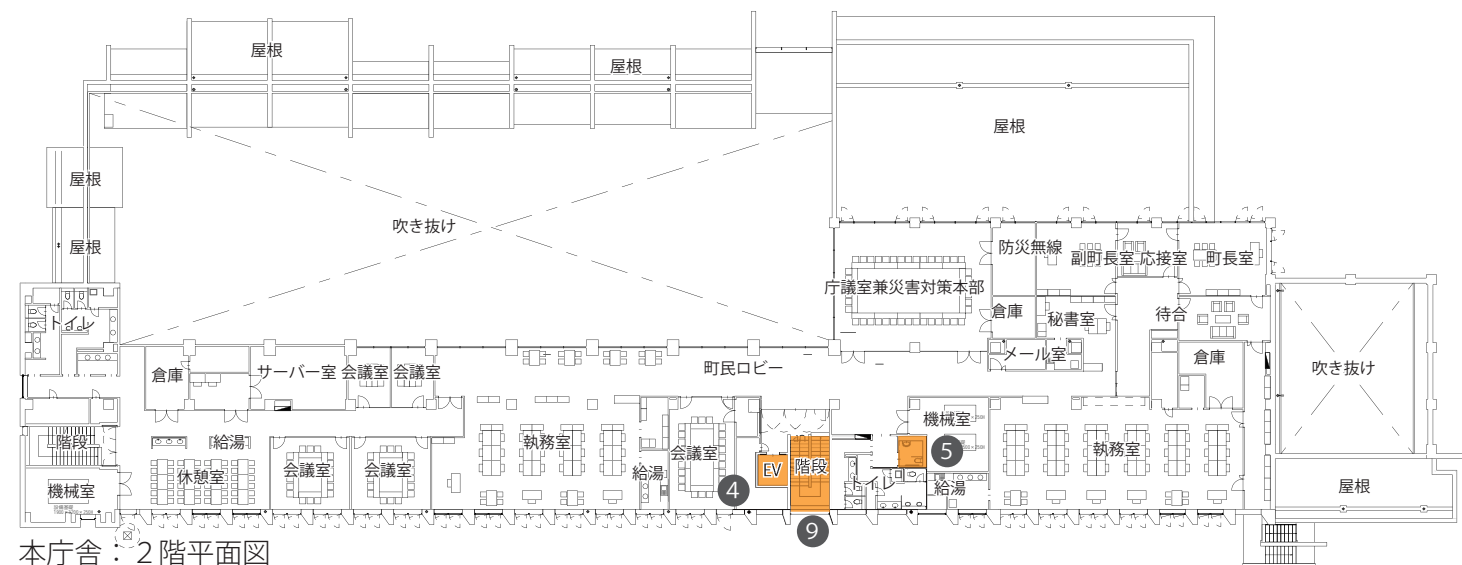 屋根
屋根
屋根
屋根
屋根
吹き抜け
防災無線
副町長室
応接室
町長室
庁議室兼災害対策本部
倉庫
秘書室
待合
トイレ
メール室
倉庫
吹き抜け
倉庫
サーバー室
会議室
会議室
町民ロビー
機械室
階段
給湯
執務室
会議室
執務室
休憩室
会議室
会議室
給湯
EV
階段
トイレ
5
給湯
機械室
4
屋根
9
本庁舎：２階平面図